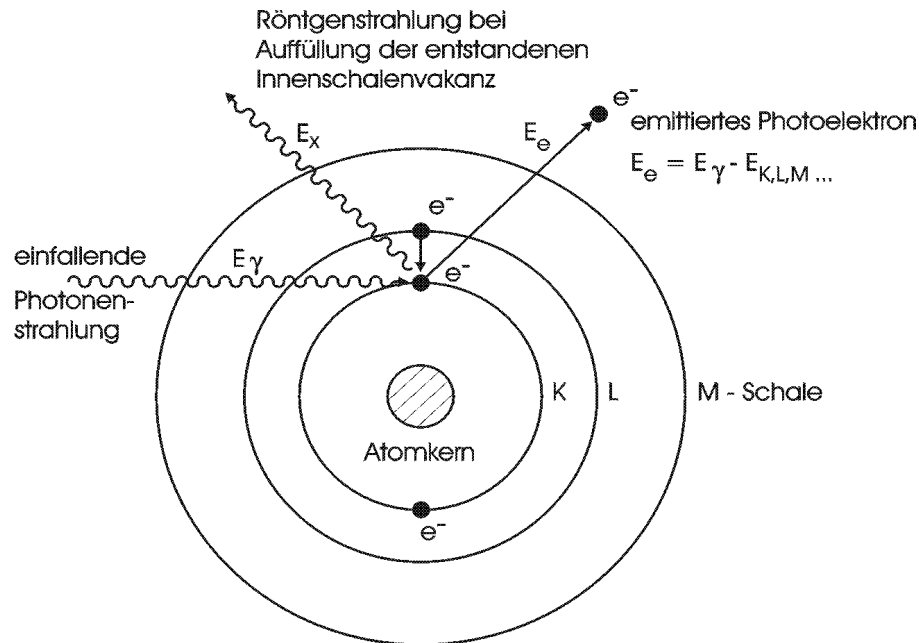 Röntgenstrahlung bei
Auffüllung der entstandenen
Innenschalenvakanz
E_x
E_e
e⁻
emittiertes Photoelektron
E_e = E_γ - E_K,L,M ...
e⁻
einfallende
E_γ
e⁻
Photonen-
strahlung
K
L
M - Schale
Atomkern
e⁻